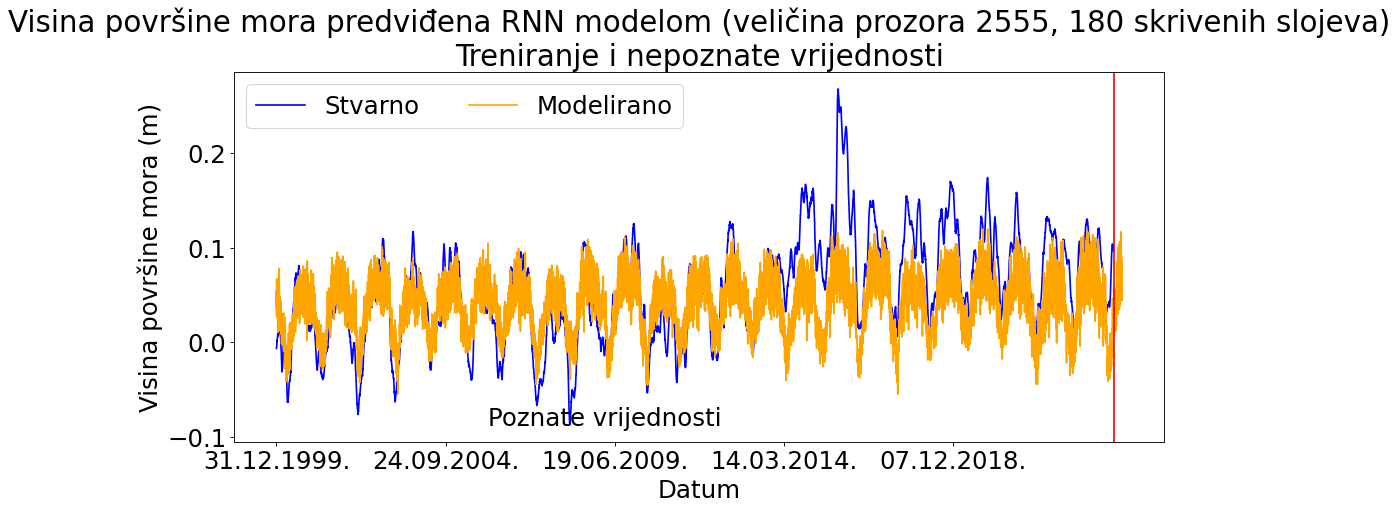 Visina površine mora predviđena RNN modelom (veličina prozora 2555, 180 skrivenih slojeva)
Treniranje i nepoznate vrijednosti
Stvarno Modelirano
Visina površine mora (m)
0.2
0.1
0.0
−0.1
Poznate vrijednosti
31.12.1999. 24.09.2004. 19.06.2009. 14.03.2014. 07.12.2018.
Datum